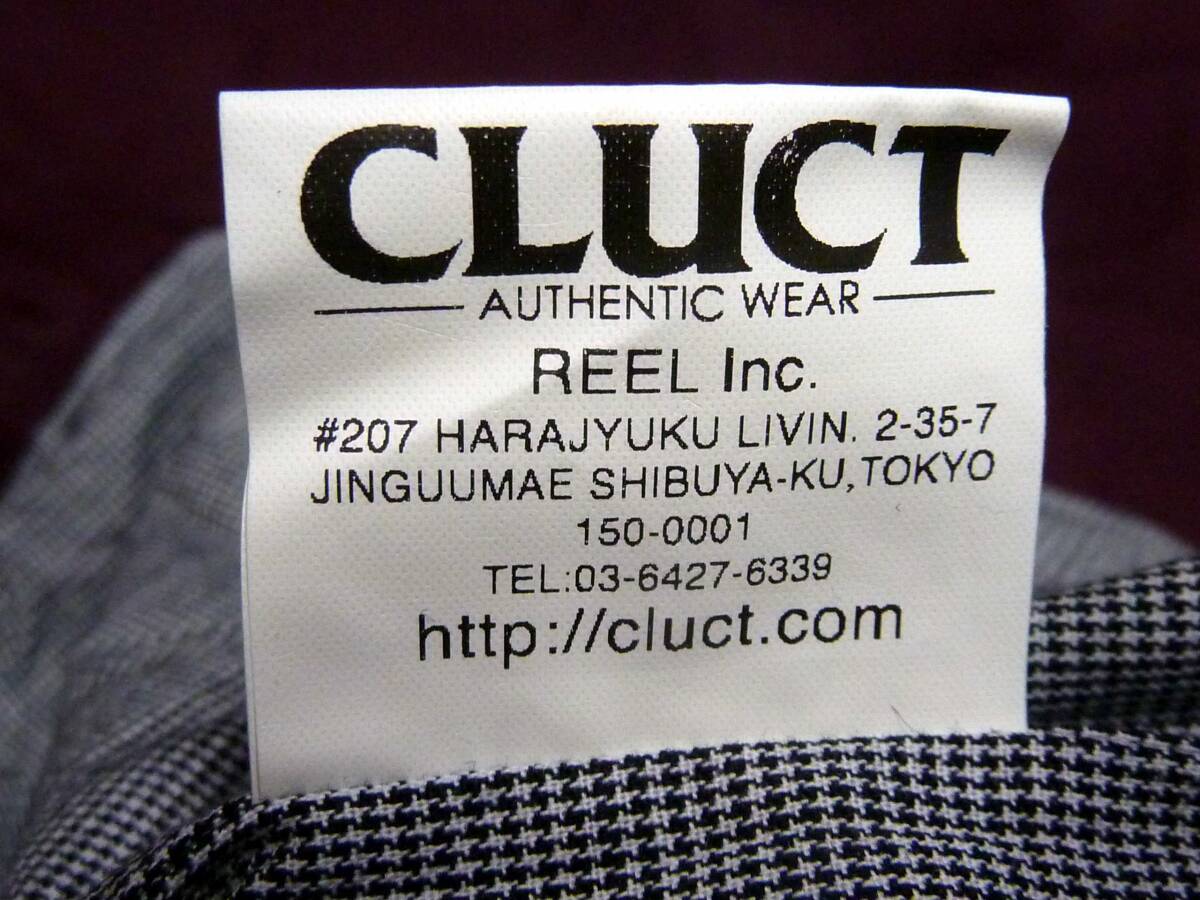 CLUCT
AUTHENTIC WEAR
REEL Inc.
#207 HARAJYUKU LIVIN. 2-35-7
JINGUUMAE SHIBUYA-KU,TOKYO
150-0001
TEL:03-6427-6339
http://cluct.com